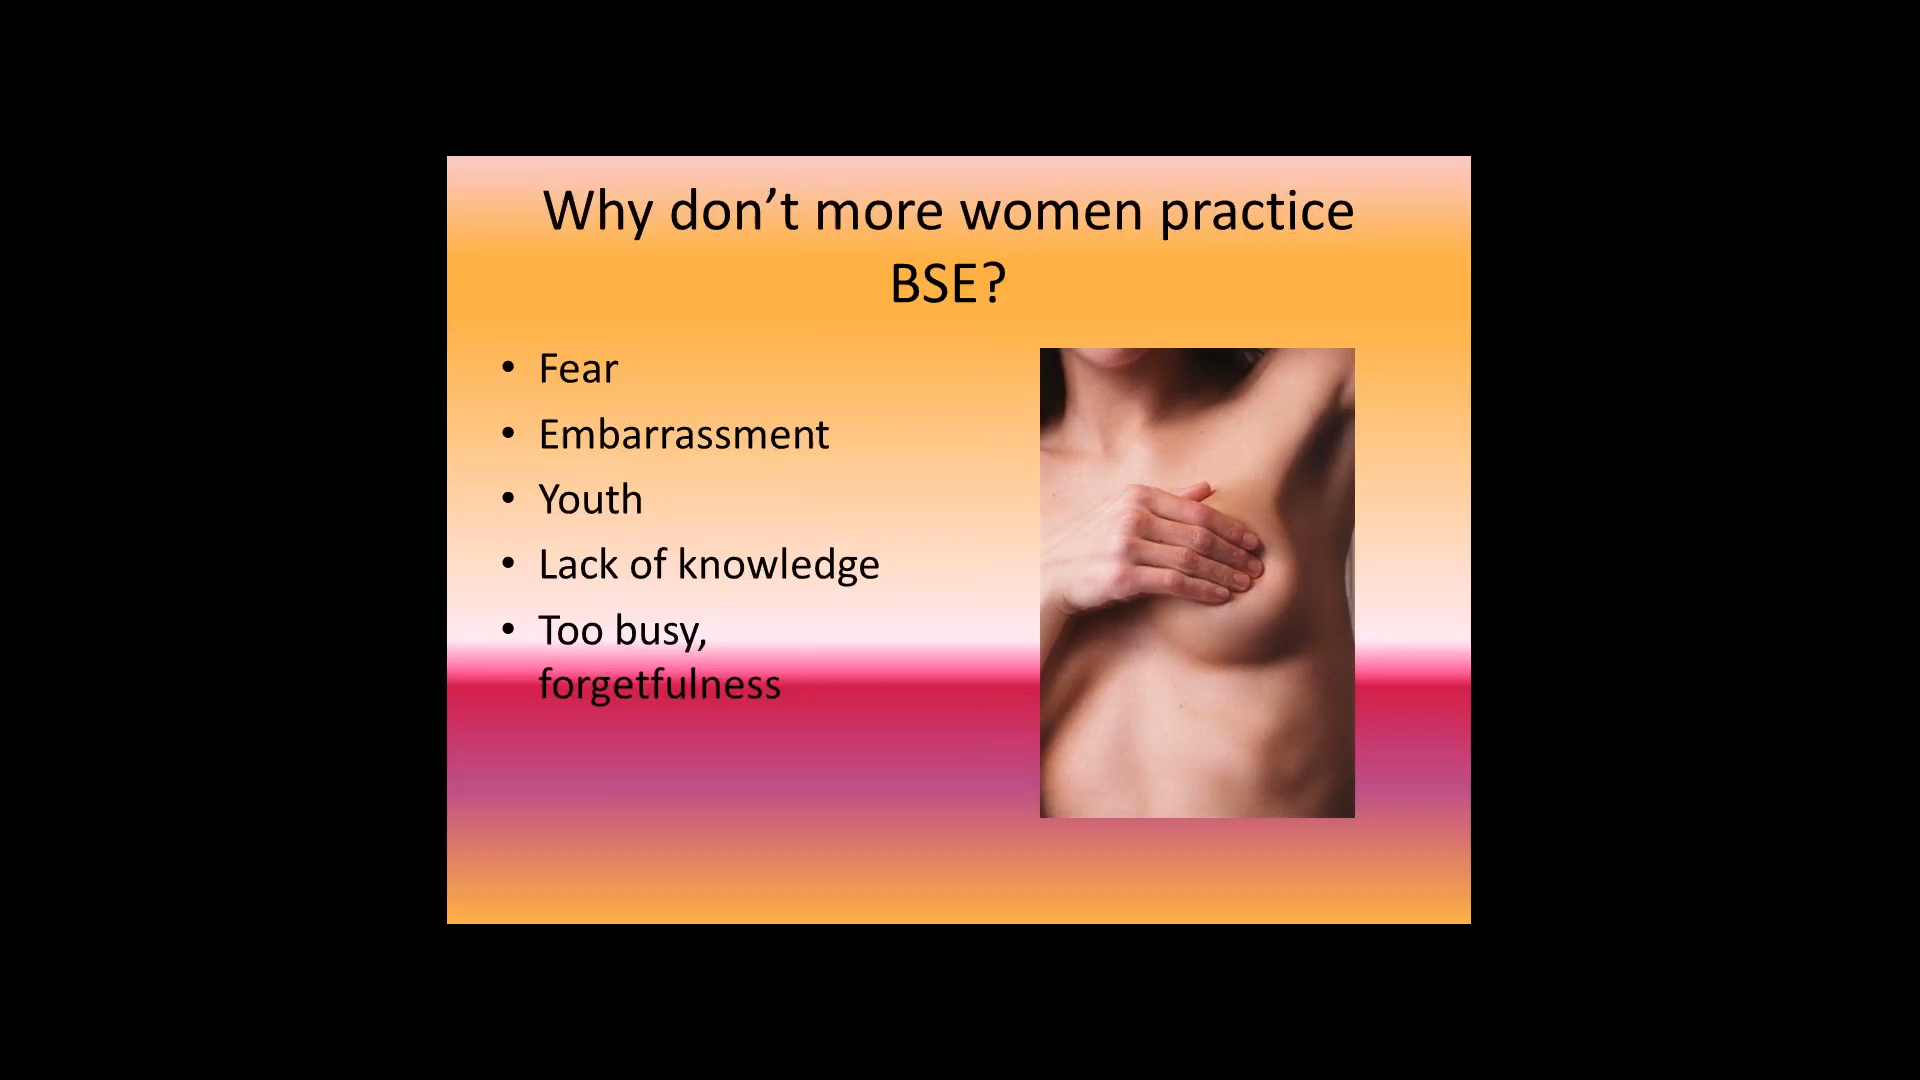 Why don’t more women practice
BSE?
• Fear
• Embarrassment
• Youth
• Lack of knowledge
• Too busy,
forgetfulness